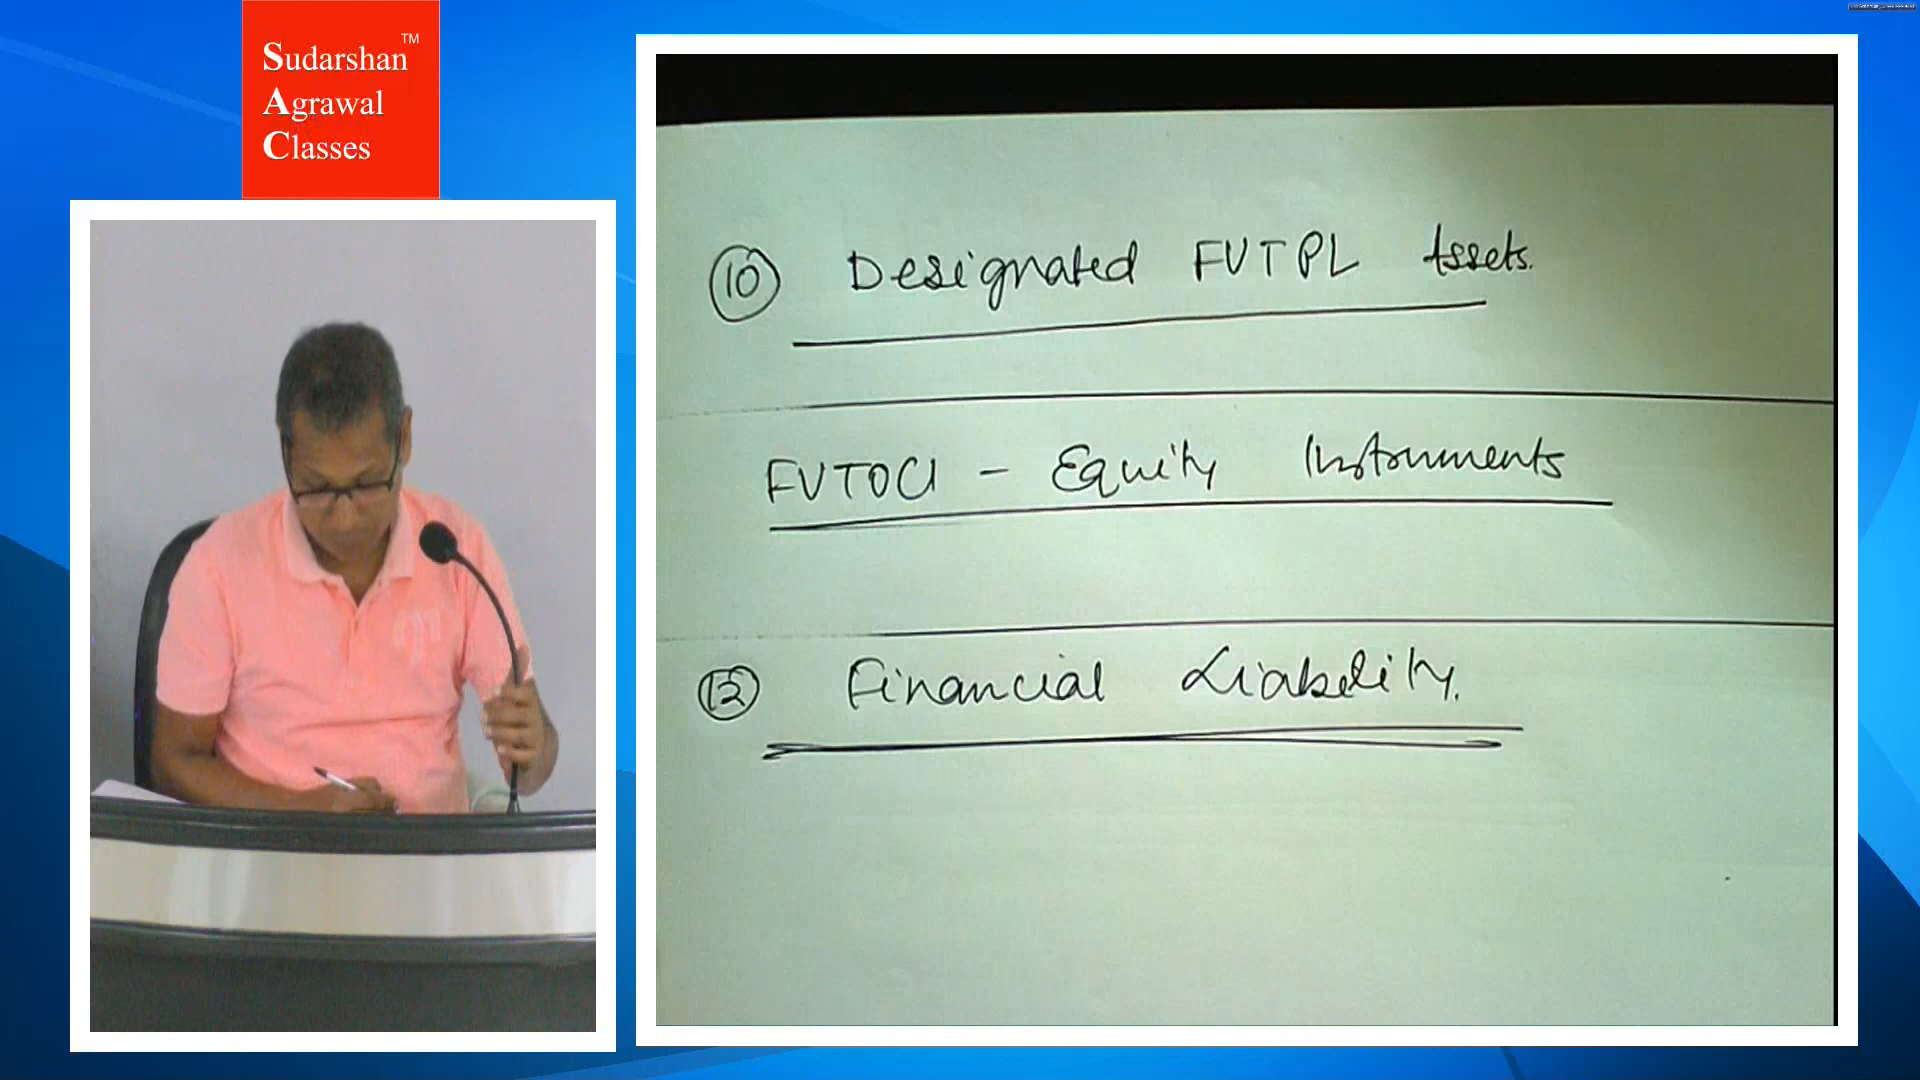 Sudarshan™
Agrawal
Classes
10 Designated FVTPL Assets.
FVTOCI - Equity Instruments
12 Financial Liability.